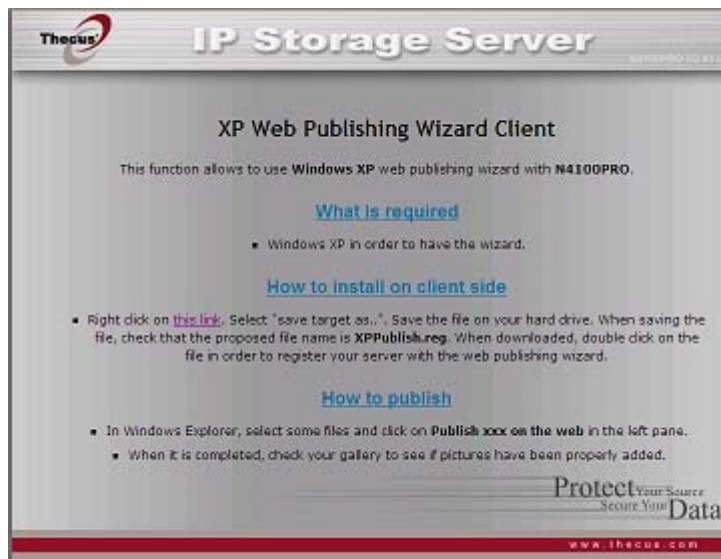 Thecus
IP Storage Server
XP Web Publishing Wizard Client
This function allows to use Windows XP web publishing wizard with N4100PRO.
What is required
▪ Windows XP in order to have the wizard.
How to install on client side
▪ Right click on this link. Select "save target as..". Save the file on your hard drive. When saving the
file, check that the proposed file name is XPPublish.reg. When downloaded, double click on the
file in order to register your server with the web publishing wizard.
How to publish
▪ In Windows Explorer, select some files and click on Publish xxx on the web in the left pane.
▪ When it is completed, check your gallery to see if pictures have been properly added.
Protect Your Source
Secure Your Data
www.thecus.com